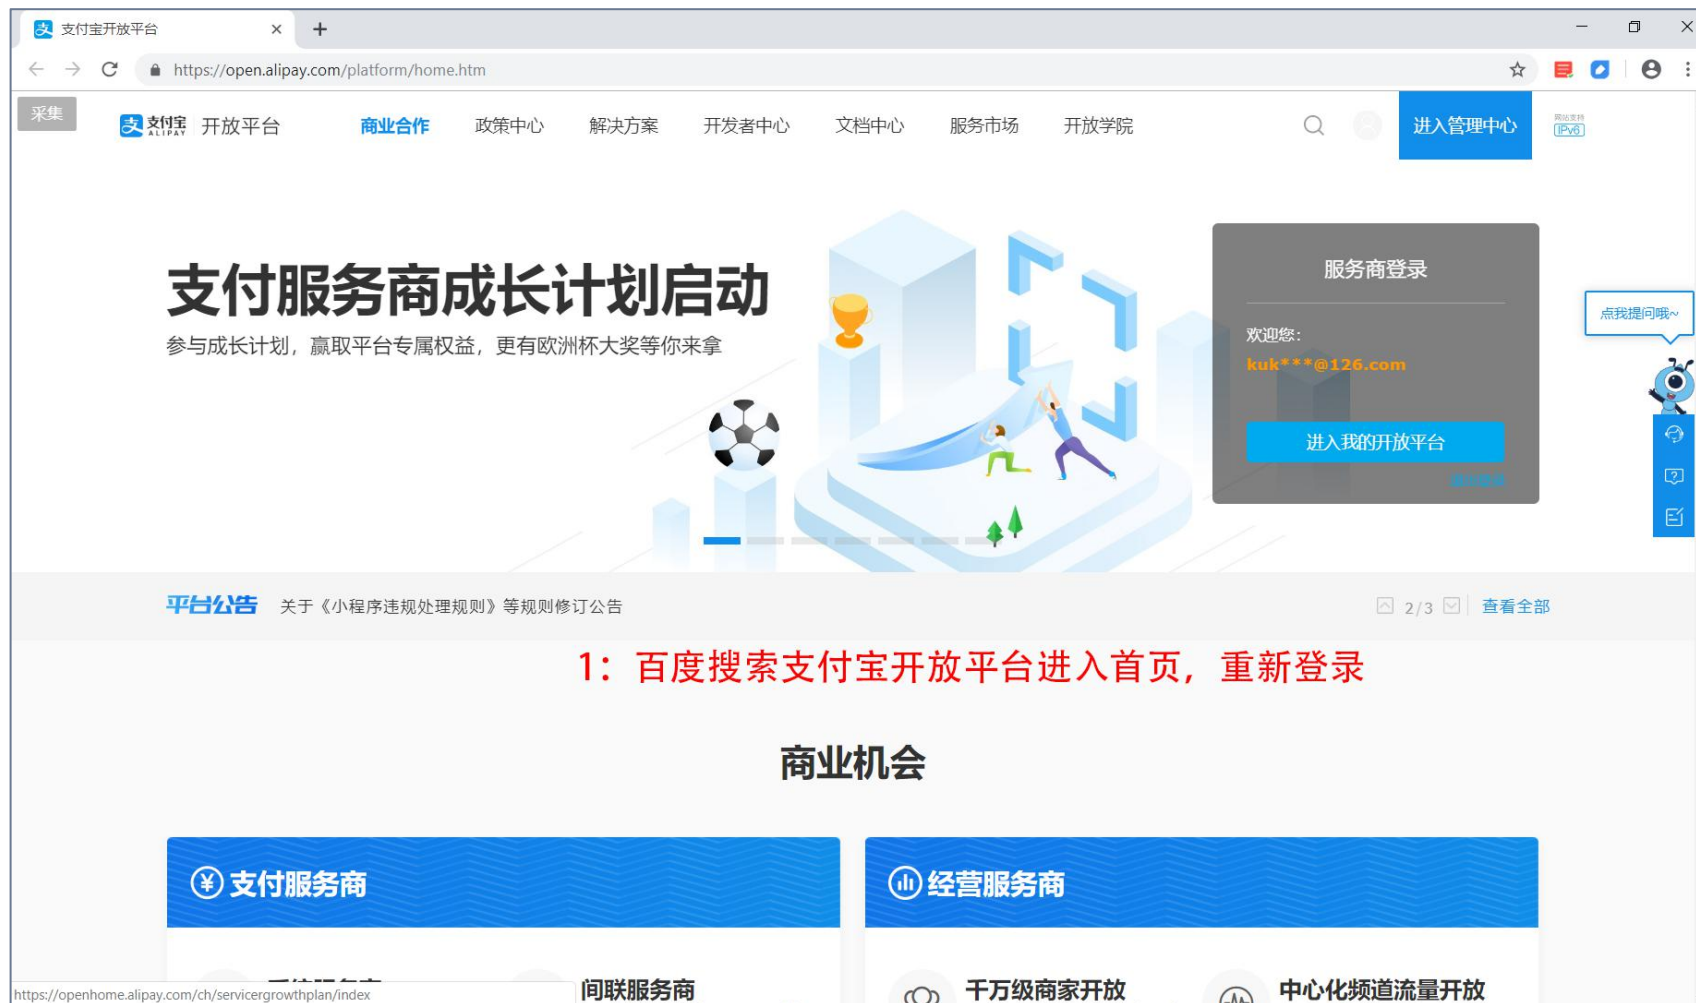 支付宝开放平台
https://open.alipay.com/platform/home.htm
采集
支 支付宝 ALIPAY 开放平台 商业合作 政策中心 解决方案 开发者中心 文档中心 服务市场 开放学院 进入管理中心 网站支持 IPv6
支付服务商成长计划启动
参与成长计划，赢取平台专属权益，更有欧洲杯大奖等你来拿
服务商登录
欢迎您：
kuk***@126.com
进入我的开放平台
点我提问哦~
平台公告 关于《小程序违规处理规则》等规则修订公告 2/3 查看全部
1：百度搜索支付宝开放平台进入首页，重新登录
商业机会
支付服务商 经营服务商
间联服务商 千万级商家开放 中心化频道流量开放
https://openhome.alipay.com/ch/servicergrowthplan/index